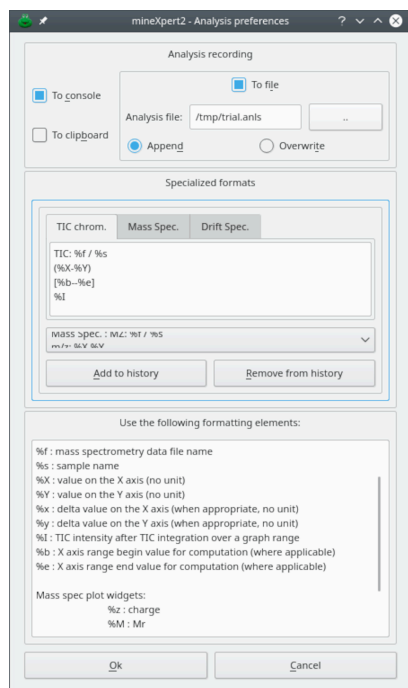 mineXpert2 - Analysis preferences
Analysis recording
To console
To clipboard
To file
Analysis file:
/tmp/trial.anls
..
Append
Overwrite
Specialized formats
TIC chrom.
Mass Spec.
Drift Spec.
TIC: %f / %s
(%X-%Y)
[%b--%e]
%I
Mass Spec. : MZ: %f / %s
m/z: %X %Y
Add to history
Remove from history
Use the following formatting elements:
%f : mass spectrometry data file name
%s : sample name
%X : value on the X axis (no unit)
%Y : value on the Y axis (no unit)
%x : delta value on the X axis (when appropriate, no unit)
%y : delta value on the Y axis (when appropriate, no unit)
%I : TIC intensity after TIC integration over a graph range
%b : X axis range begin value for computation (where applicable)
%e : X axis range end value for computation (where applicable)
Mass spec plot widgets:
%z : charge
%M : Mr
Ok
Cancel